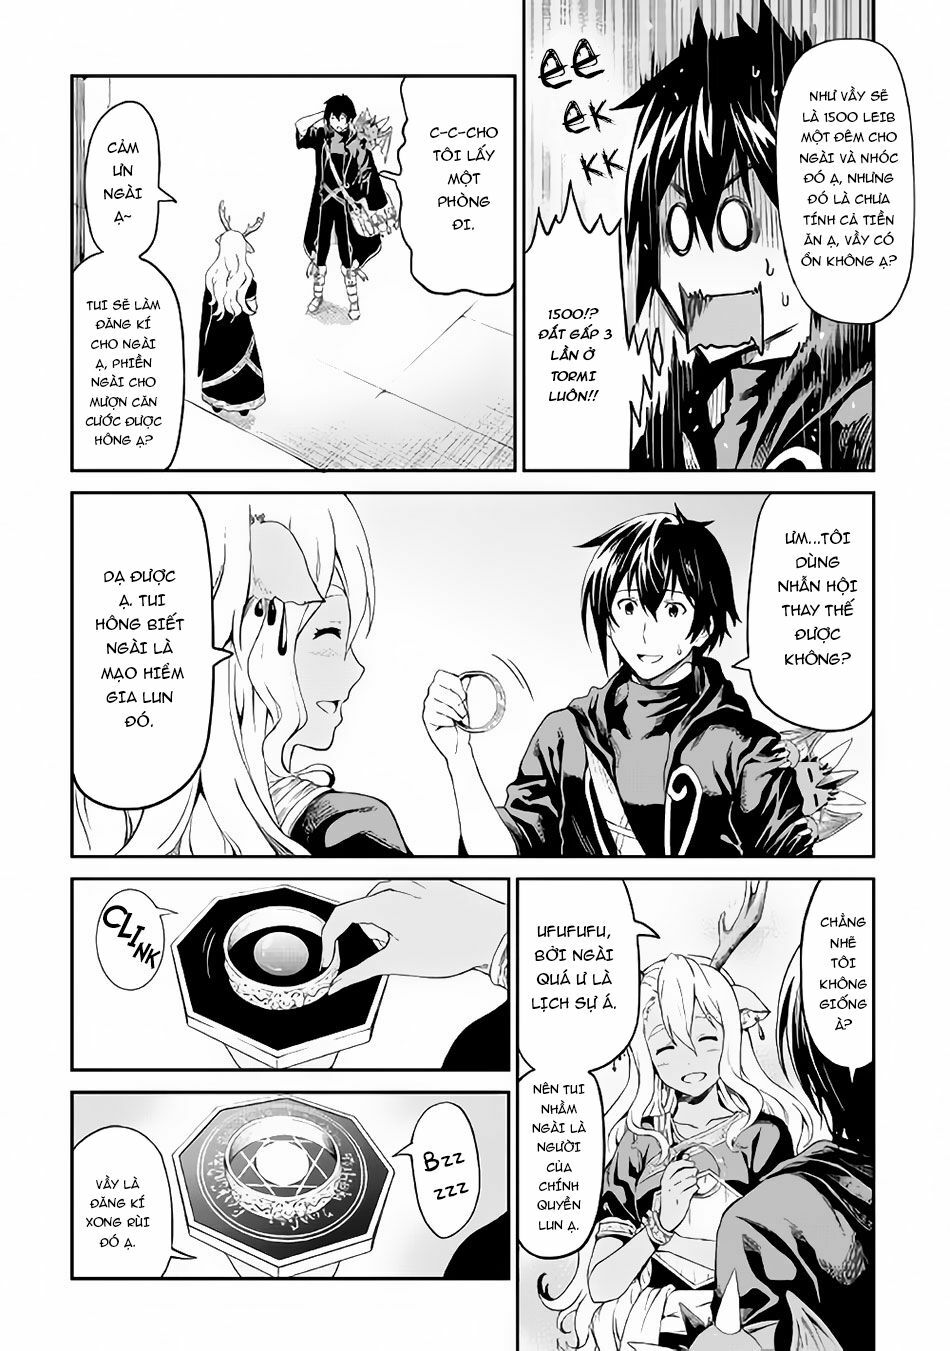 NHƯ VẦY SẼ
LÀ 1500 LEIB
MỘT ĐÊM CHO
NGÀI VÀ NHÓC
ĐÓ Ạ, NHƯNG
ĐÓ LÀ CHƯA
TÍNH CẢ TIỀN
ĂN Ạ, VẦY CÓ
ỔN KHÔNG Ạ?
EE
EK
KK
1500!?
ĐẮT GẤP 3
LẦN Ở
TORMI
LUÔN!!
C-C-CHO
TÔI LẤY
MỘT
PHÒNG
ĐI.
CẢM
ƯN
NGÀI
Ạ~
TUI SẼ LÀM
ĐĂNG KÍ
CHO NGÀI
Ạ, PHIỀN
NGÀI CHO
MƯỢN CĂN
CƯỚC ĐƯỢC
HÔNG Ạ?
ƯM...TÔI
DÙNG
NHẪN HỘI
THAY THẾ
ĐƯỢC
KHÔNG?
DẠ ĐƯỢC
Ạ. TUI
HÔNG BIẾT
NGÀI LÀ
MẠO HIỂM
GIA LUN
ĐÓ.
CHẲNG
NHẼ
TÔI
KHÔNG
GIỐNG
À?
UFUFUFU,
BỞI NGÀI
QUÁ Ư LÀ
LỊCH SỰ Á.
NÊN TUI
NHẦM
NGÀI LÀ
NGƯỜI
CỦA
CHÍNH
QUYỀN
LUN Ạ.
CLINK
BZZ
ZZZ
VẦY LÀ
ĐĂNG KÍ
XONG RÙI
ĐÓ Ạ.